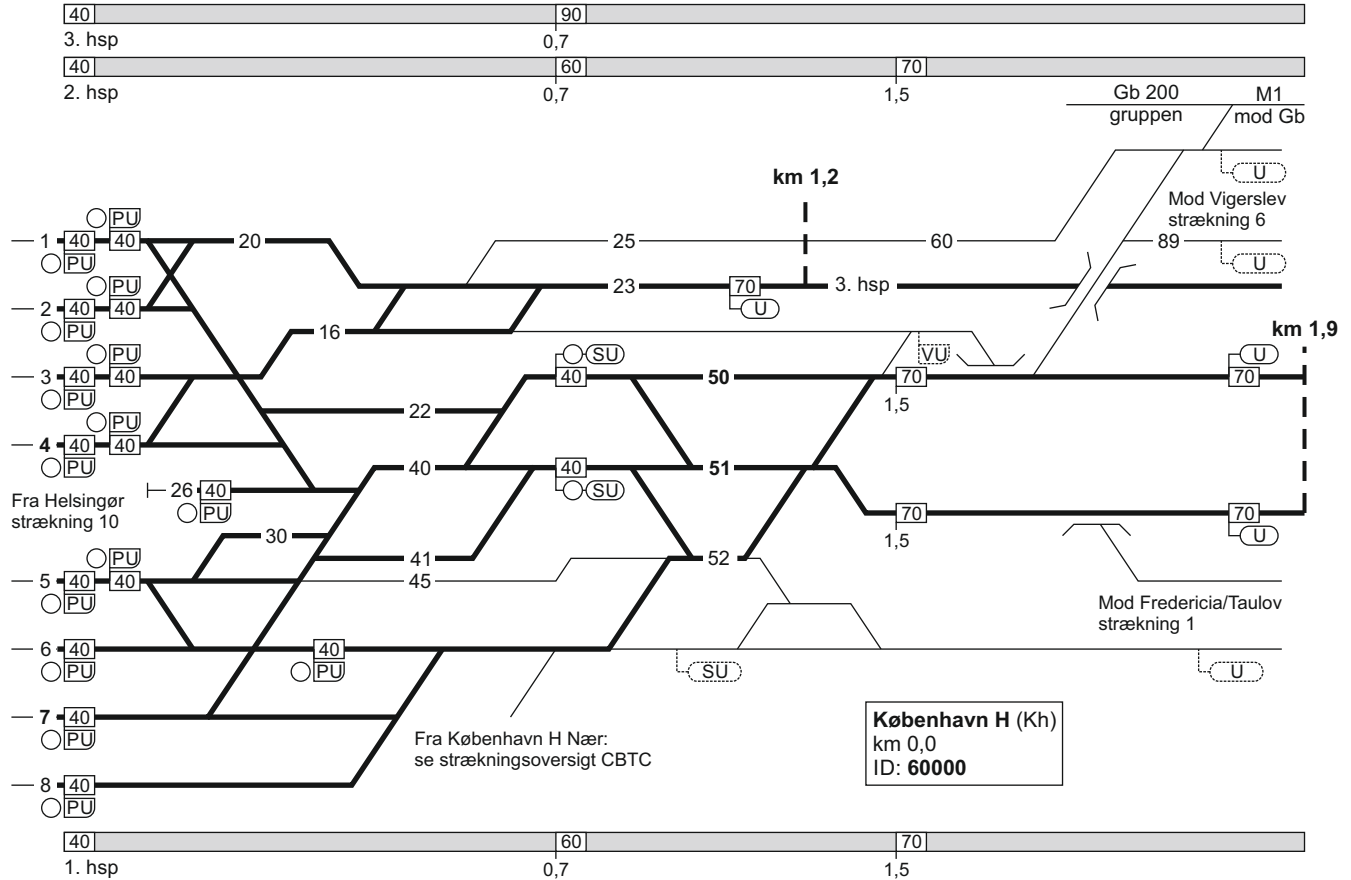 40 90
3. hsp 0,7
40 60 70
2. hsp 0,7 1,5
Gb 200 M1
gruppen mod Gb
km 1,2
U
Mod Vigerslev
strækning 6
PU
1 40 40 20 25 60 89
PU U
PU
23 70 3. hsp
2 40 40 U
PU
16
km 1,9
PU SU VU U
3 40 40 40 50 70 70
PU 1,5
22
PU
4 40 40
PU
40 40 51
SU
26 40
Fra Helsingør
strækning 10
PU
70 70
1,5 U
30
PU
41 52
5 40 40 45
PU
Mod Fredericia/Taulov
strækning 1
6 40 40
PU PU SU U
7 40
PU
Fra København H Nær:
se strækningsoversigt CBTC
København H (Kh)
km 0,0
ID: 60000
8 40
PU
40 60 70
1. hsp 0,7 1,5